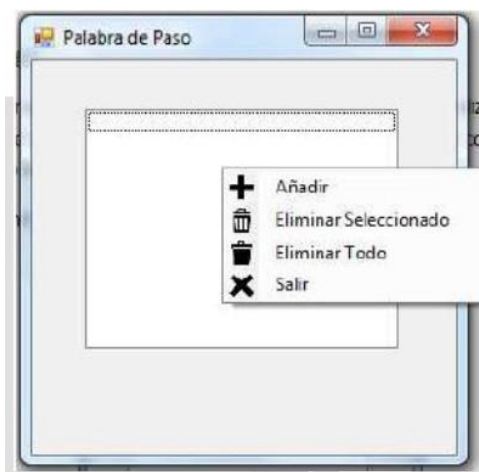 Palabra de Paso
Añadir
Eliminar Seleccionado
Eliminar Todo
Salir